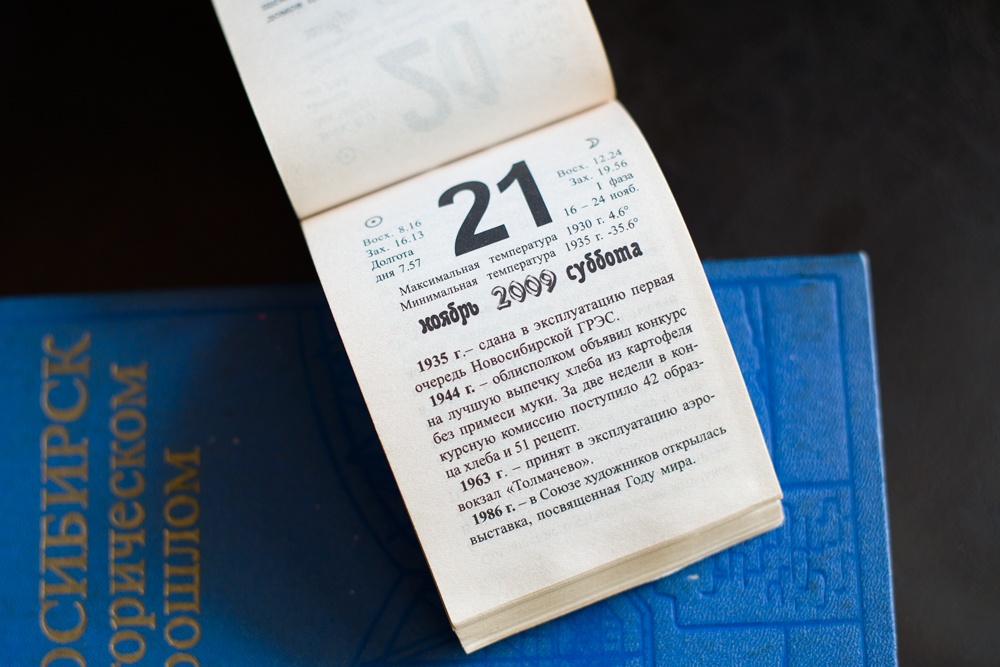 20
21
Восх. 8.16
Зах. 16.13
Долгота
дня 7.57
Восх. 12.24
Зах. 19.56
1 фаза
16 – 24 нояб.
Максимальная температура 1930 г. 4.6°
Минимальная температура 1935 г. -35.6°
ноябрь 2009 суббота
1935 г.– сдана в эксплуатацию первая
очередь Новосибирской ГРЭС.
1944 г. – облисполком объявил конкурс
на лучшую выпечку хлеба из картофеля
без примеси муки. За две недели в кон-
курсную комиссию поступило 42 образ-
ца хлеба и 51 рецепт.
1963 г. – принят в эксплуатацию аэро-
вокзал «Толмачево».
1986 г. – в Союзе художников открылась
выставка, посвященная Году мира.
ОСИБИРСК
ТОРИЧЕСКОМ
РОШЛОМ